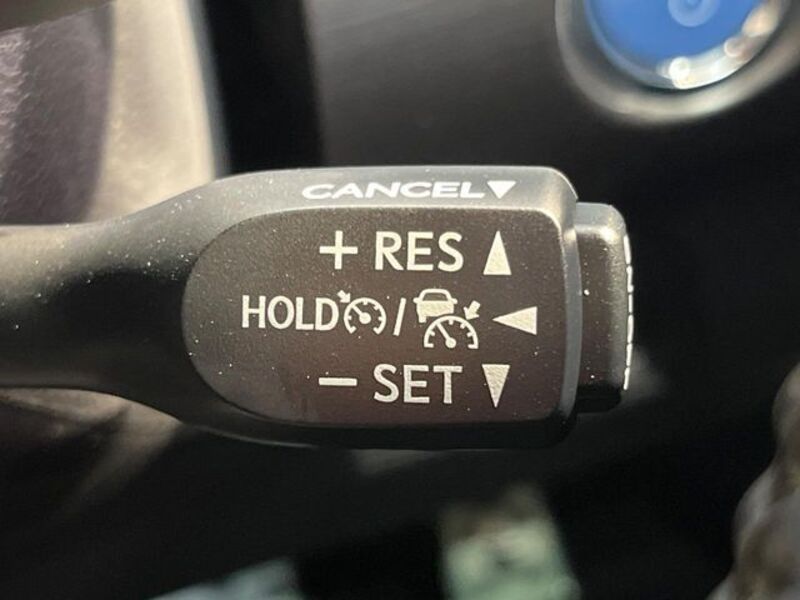 CANCEL▼
+ RES ▲
HOLD / ◀
− SET ▼